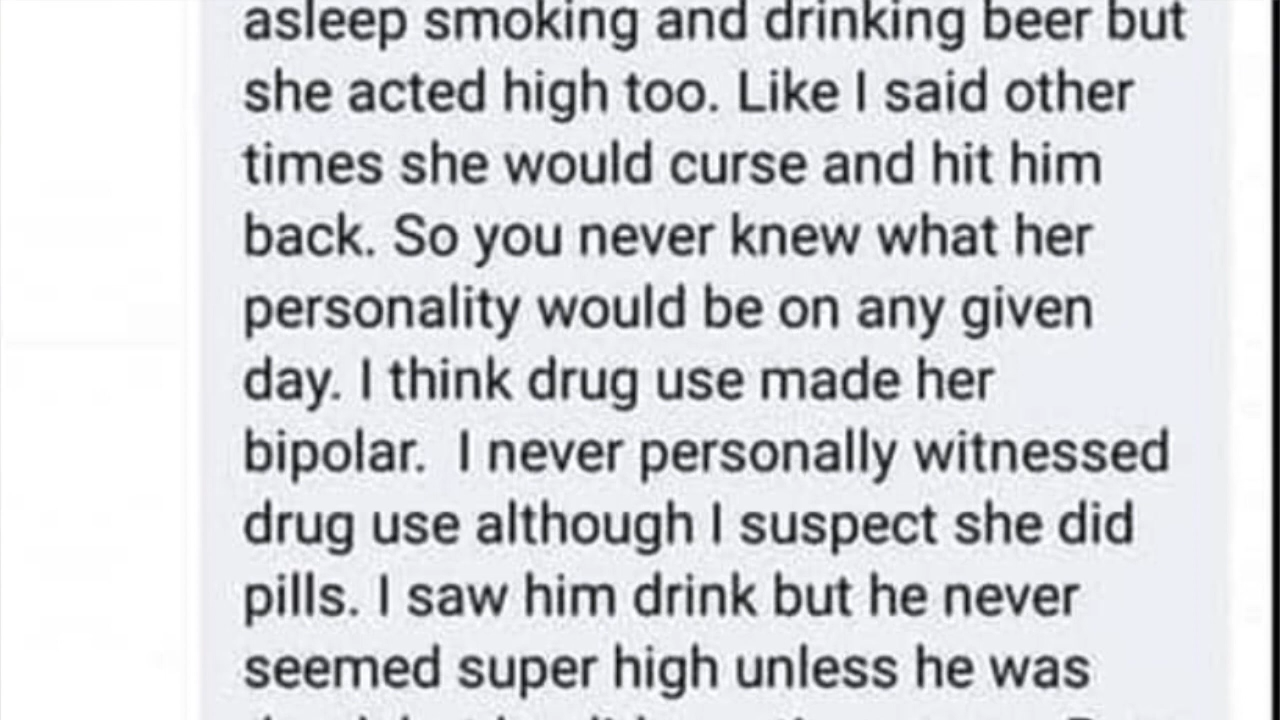 asleep smoking and drinking beer but
she acted high too. Like I said other
times she would curse and hit him
back. So you never knew what her
personality would be on any given
day. I think drug use made her
bipolar.  I never personally witnessed
drug use although I suspect she did
pills. I saw him drink but he never
seemed super high unless he was